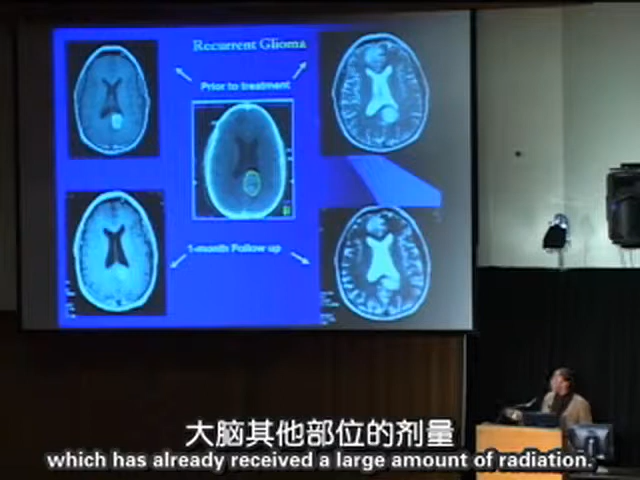 Recurrent Glioma
Prior to treatment
1-month Follow up
大脑其他部位的剂量
which has already received a large amount of radiation.